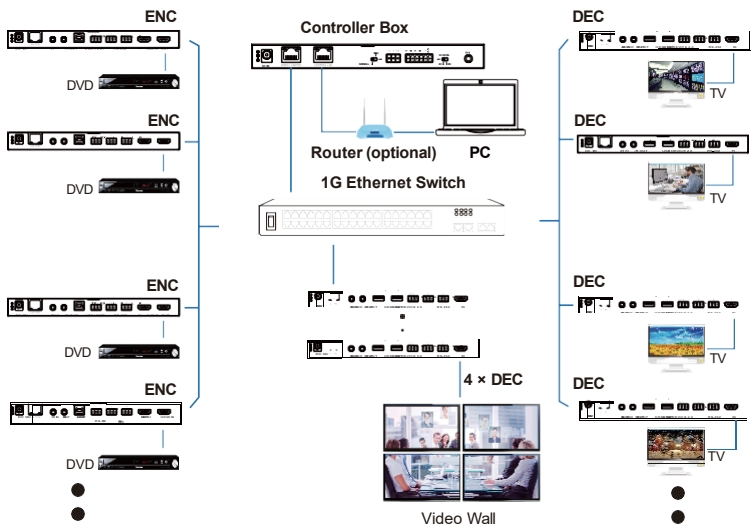 ENC
Controller Box
DEC
DVD
TV
ENC
DEC
Router (optional)
PC
DVD
1G Ethernet Switch
TV
ENC
DEC
DVD
TV
ENC
4 × DEC
DEC
DVD
TV
Video Wall